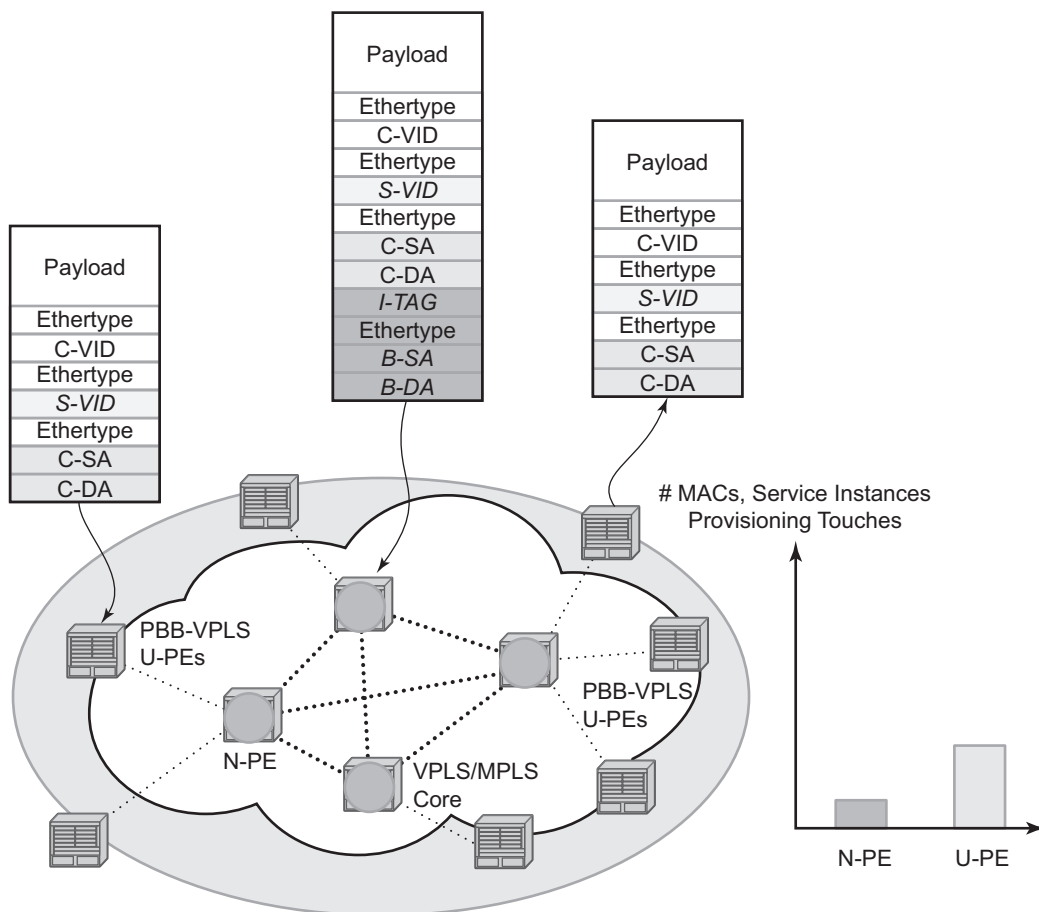 Payload
Ethertype
C-VID
Ethertype
S-VID
Ethertype
C-SA
C-DA
Payload
Ethertype
C-VID
Ethertype
S-VID
Ethertype
C-SA
C-DA
I-TAG
Ethertype
B-SA
B-DA
Payload
Ethertype
C-VID
Ethertype
S-VID
Ethertype
C-SA
C-DA
PBB-VPLS
U-PEs
N-PE
VPLS/MPLS
Core
PBB-VPLS
U-PEs
# MACs, Service Instances
Provisioning Touches
N-PE
U-PE